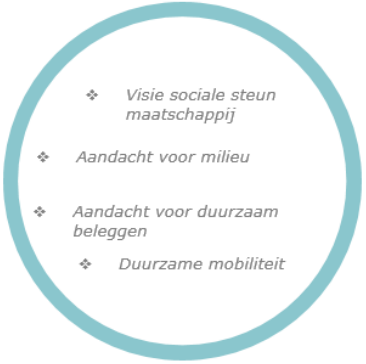 ❖ Visie sociale steun
maatschappij
❖ Aandacht voor milieu
❖ Aandacht voor duurzaam
beleggen
❖ Duurzame mobiliteit